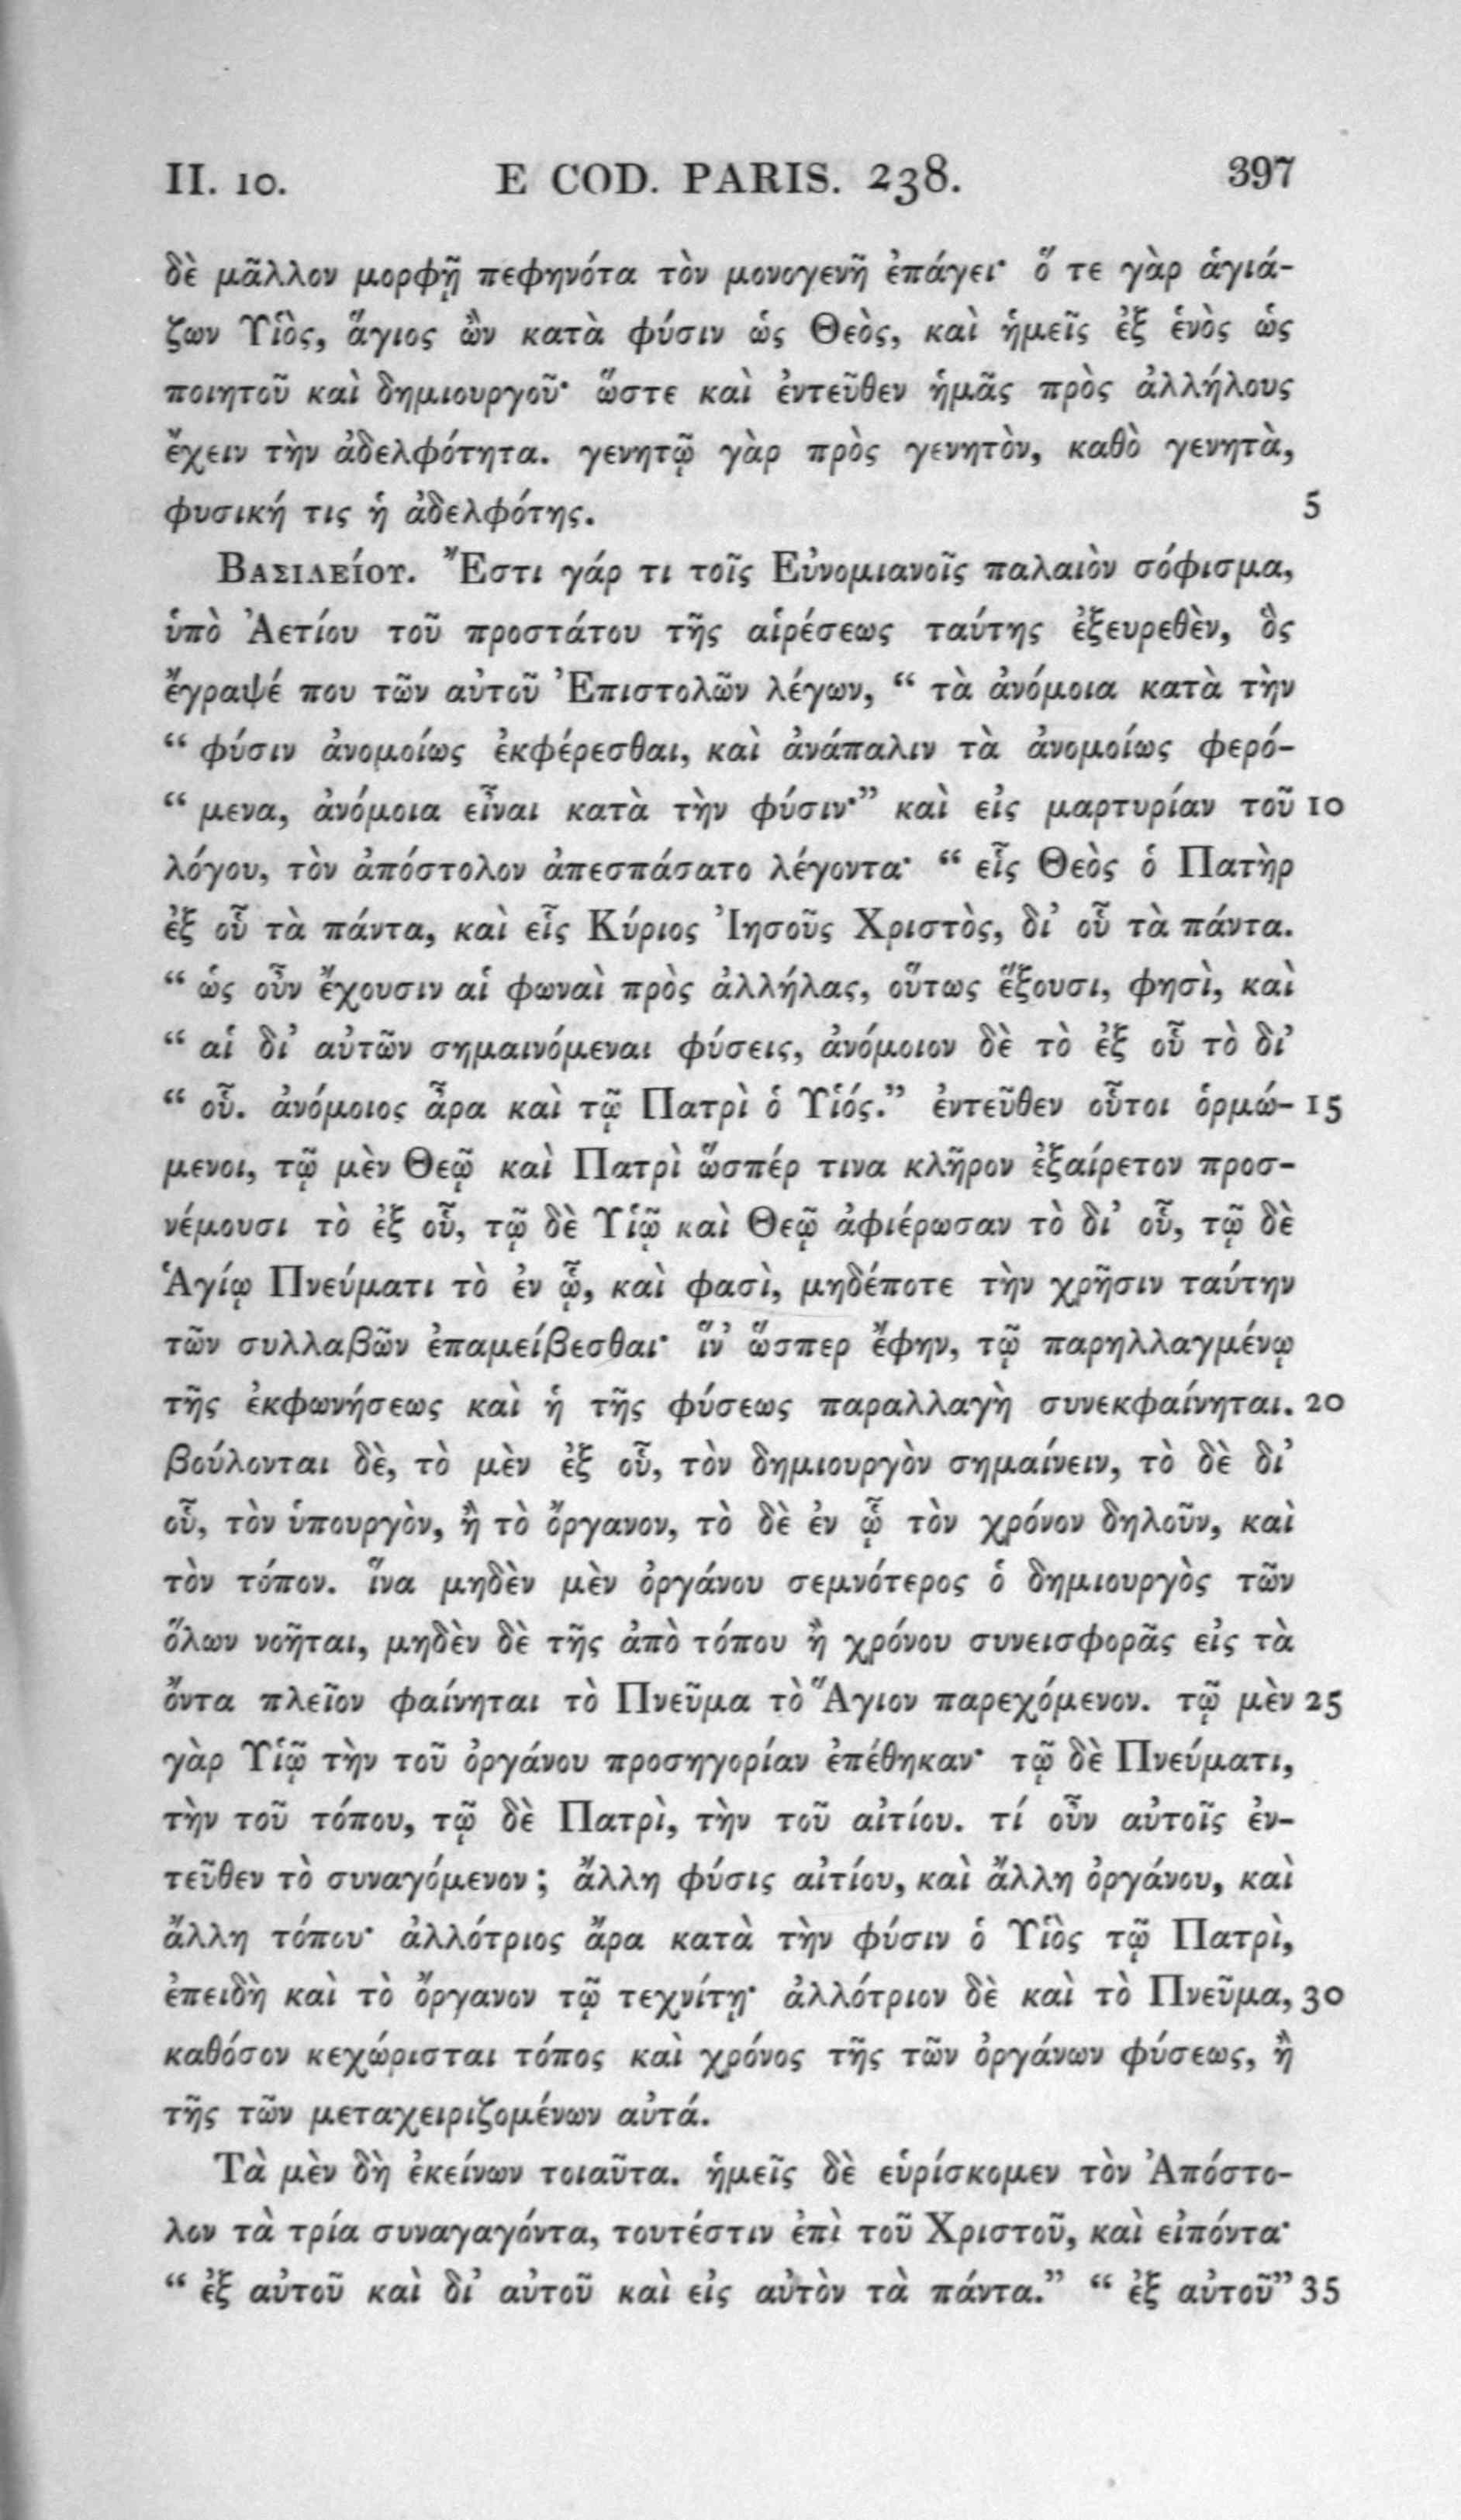 II. 10. E COD. PARIS. 238. 397
δὲ μᾶλλον μορφῇ πεφηνότα τὸν μονογενῆ ἐπάγει· ὅ τε γὰρ ἁγιά-
ζων Υἱὸς, ἅγιος ὢν κατὰ φύσιν ὡς Θεὸς, καὶ ἡμεῖς ἐξ ἑνὸς ὡς
ποιητοῦ καὶ δημιουργοῦ· ὥστε καὶ ἐντεῦθεν ἡμᾶς πρὸς ἀλλήλους
ἔχειν τὴν ἀδελφότητα. γενητῷ γὰρ πρὸς γενητὸν, καθὸ γενητὰ,
φυσική τις ἡ ἀδελφότης. 5
ΒΑΣΙΛΕίΟΥ. Ἔστι γάρ τι τοῖς Εὐνομιανοῖς παλαιὸν σόφισμα,
ὑπὸ Ἀετίου τοῦ προστάτου τῆς αἱρέσεως ταύτης ἐξευρεθὲν, ὃς
ἔγραψέ που τῶν αὐτοῦ Ἐπιστολῶν λέγων, “ τὰ ἀνόμοια κατὰ τὴν
“ φύσιν ἀνομοίως ἐκφέρεσθαι, καὶ ἀνάπαλιν τὰ ἀνομοίως φερό-
“ μενα, ἀνόμοια εἶναι κατὰ τὴν φύσιν·” καὶ εἰς μαρτυρίαν τοῦ 10
λόγου, τὸν ἀπόστολον ἀπεσπάσατο λέγοντα· “ εἷς Θεὸς ὁ Πατὴρ
ἐξ οὗ τὰ πάντα, καὶ εἷς Κύριος Ἰησοῦς Χριστὸς, δι’ οὗ τὰ πάντα.
“ ὡς οὖν ἔχουσιν αἱ φωναὶ πρὸς ἀλλήλας, οὕτως ἕξουσι, φησὶ, καὶ
“ αἱ δι’ αὐτῶν σημαινόμεναι φύσεις, ἀνόμοιον δὲ τὸ ἐξ οὗ τὸ δι’
“ οὗ. ἀνόμοιος ἆρα καὶ τῷ Πατρὶ ὁ Υἱός.” ἐντεῦθεν οὗτοι ὁρμώ- 15
μενοι, τῷ μὲν Θεῷ καὶ Πατρὶ ὥσπέρ τινα κλῆρον ἐξαίρετον προσ-
νέμουσι τὸ ἐξ οὗ, τῷ δὲ Υἱῷ καὶ Θεῷ ἀφιέρωσαν τὸ δι’ οὗ, τῷ δὲ
Ἁγίῳ Πνεύματι τὸ ἐν ᾧ, καὶ φασὶ, μηδέποτε τὴν χρῆσιν ταύτην
τῶν συλλαβῶν ἐπαμείβεσθαι· ἵν’ ὥσπερ ἔφην, τῷ παρηλλαγμένῳ
τῆς ἐκφωνήσεως καὶ ἡ τῆς φύσεως παραλλαγὴ συνεκφαίνηται. 20
βούλονται δὲ, τὸ μὲν ἐξ οὗ, τὸν δημιουργὸν σημαίνειν, τὸ δὲ δι’
οὗ, τὸν ὑπουργὸν, ἢ τὸ ὄργανον, τὸ δὲ ἐν ᾧ τὸν χρόνον δηλοῦν, καὶ
τὸν τόπον. ἵνα μηδὲν μὲν ὀργάνου σεμνότερος ὁ δημιουργὸς τῶν
ὅλων νοῆται, μηδὲν δὲ τῆς ἀπὸ τόπου ἢ χρόνου συνεισφορᾶς εἰς τὰ
ὄντα πλεῖον φαίνηται τὸ Πνεῦμα τὸ Ἅγιον παρεχόμενον. τῷ μὲν 25
γὰρ Υἱῷ τὴν τοῦ ὀργάνου προσηγορίαν ἐπέθηκαν· τῷ δὲ Πνεύματι,
τὴν τοῦ τόπου, τῷ δὲ Πατρὶ, τὴν τοῦ αἰτίου. τί οὖν αὐτοῖς ἐν-
τεῦθεν τὸ συναγόμενον ; ἄλλη φύσις αἰτίου, καὶ ἄλλη ὀργάνου, καὶ
ἄλλη τόπου· ἀλλότριος ἄρα κατὰ τὴν φύσιν ὁ Υἱὸς τῷ Πατρὶ,
ἐπειδὴ καὶ τὸ ὄργανον τῷ τεχνίτῃ· ἀλλότριον δὲ καὶ τὸ Πνεῦμα, 30
καθόσον κεχώρισται τόπος καὶ χρόνος τῆς τῶν ὀργάνων φύσεως, ἢ
τῆς τῶν μεταχειριζομένων αὐτά.
Τὰ μὲν δὴ ἐκείνων τοιαῦτα. ἡμεῖς δὲ εὑρίσκομεν τὸν Ἀπόστο-
λον τὰ τρία συναγαγόντα, τουτέστιν ἐπὶ τοῦ Χριστοῦ, καὶ εἰπόντα·
“ ἐξ αὐτοῦ καὶ δι’ αὐτοῦ καὶ εἰς αὐτὸν τὰ πάντα.” “ ἐξ αὐτοῦ” 35